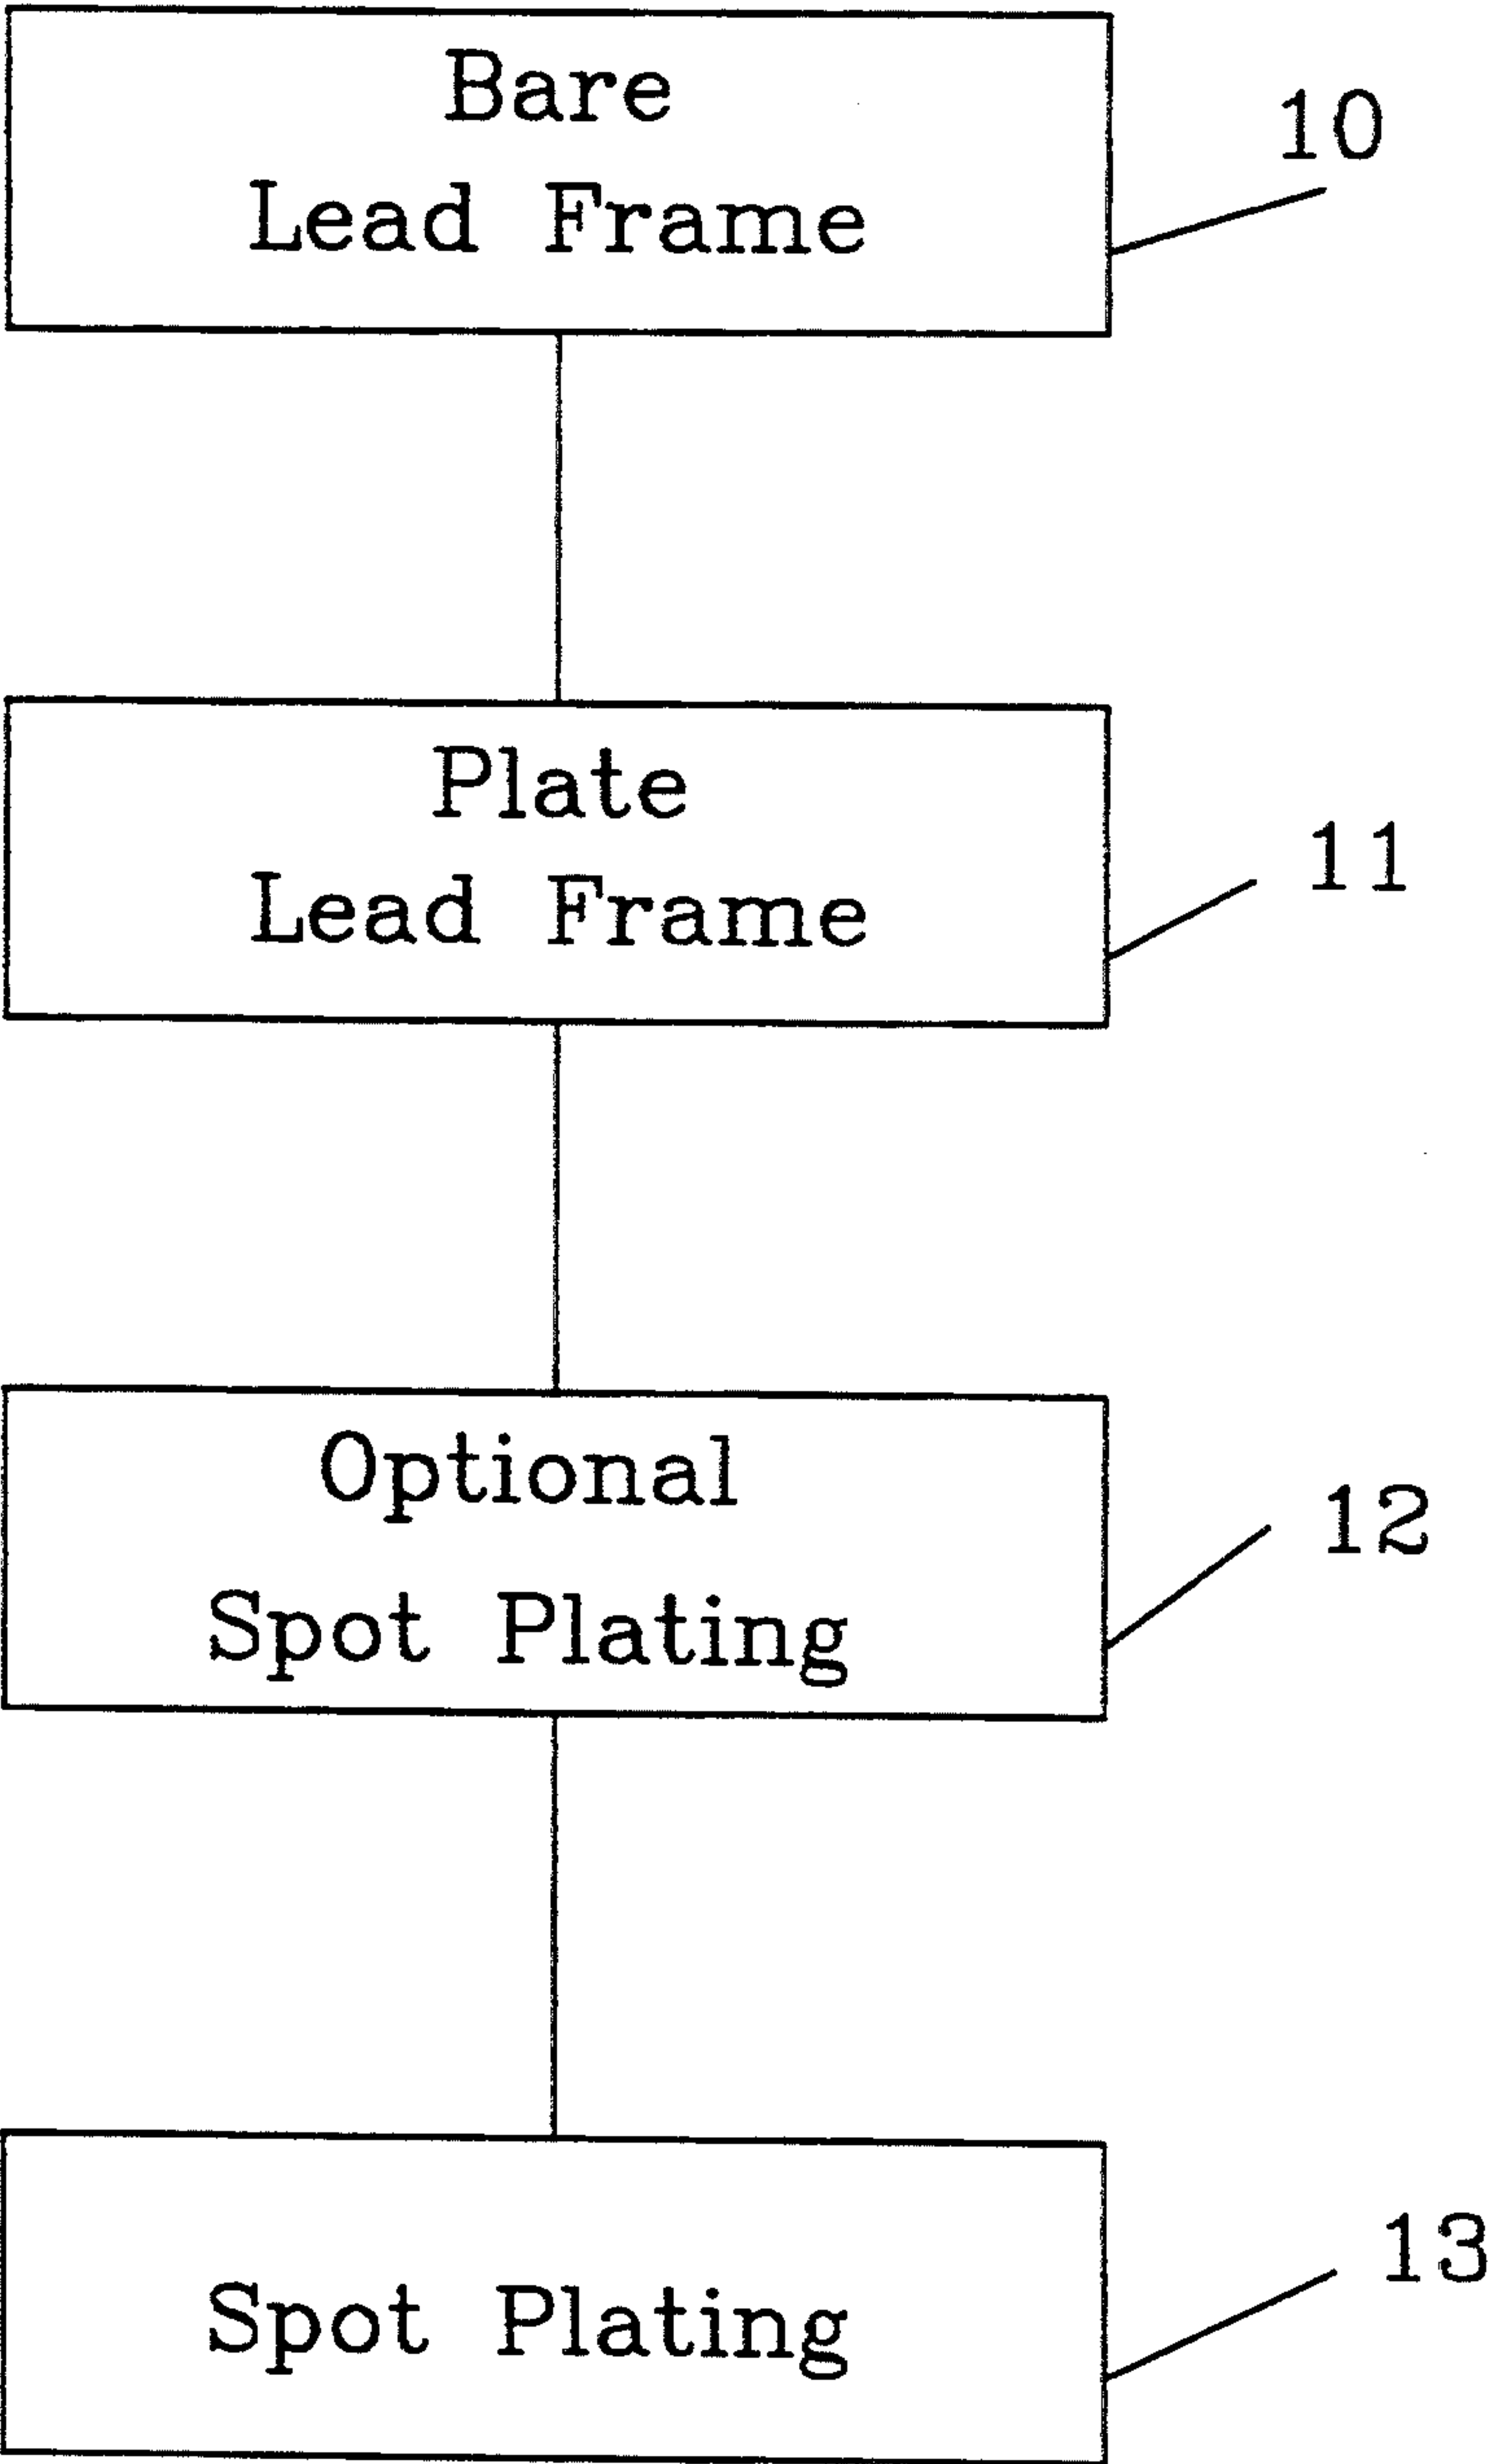 Bare
Lead Frame
10
Plate
Lead Frame
11
Optional
Spot Plating
12
Spot Plating
13